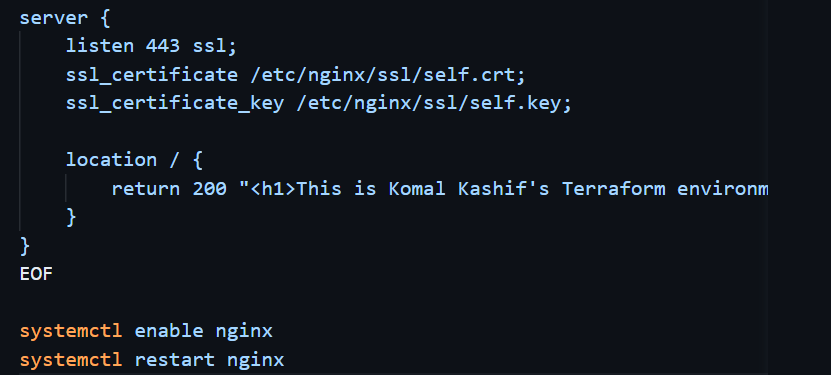 server {
listen 443 ssl;
ssl_certificate /etc/nginx/ssl/self.crt;
ssl_certificate_key /etc/nginx/ssl/self.key;
location / {
return 200 "<h1>This is Komal Kashif's Terraform environm
}
}
EOF
systemctl enable nginx
systemctl restart nginx